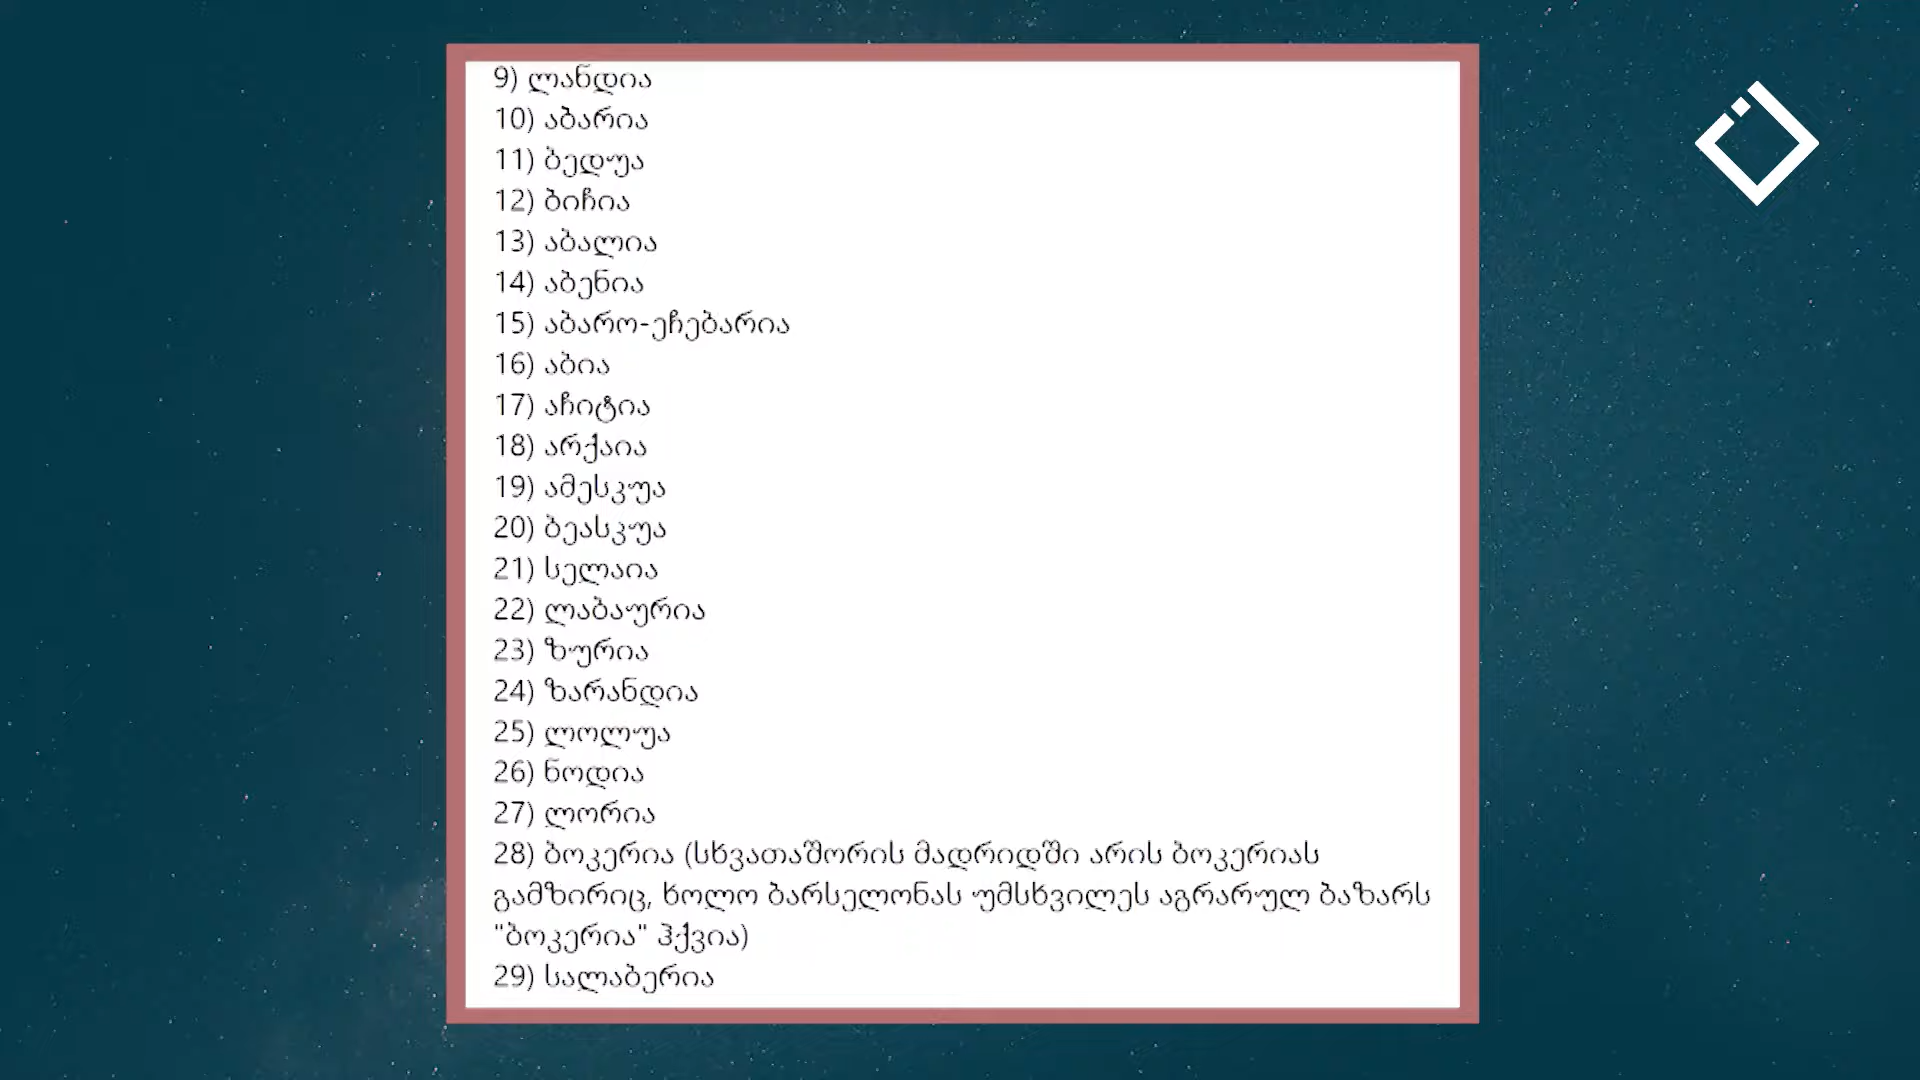 9) ლანდია
10) აბარია
11) ბედუა
12) ბიჩია
13) აბალია
14) აბენია
15) აბარო-ეჩებარია
16) აბია
17) აჩიტია
18) არქაია
19) ამესკუა
20) ბეასკუა
21) სელაია
22) ლაბაურია
23) ზურია
24) ზარანდია
25) ლოლუა
26) ნოდია
27) ლორია
28) ბოკერია (სხვათაშორის მადრიდში არის ბოკერიას
გამზირიც, ხოლო ბარსელონას უმსხვილეს აგრარულ ბაზარს
"ბოკერია" ჰქვია)
29) სალაბერია